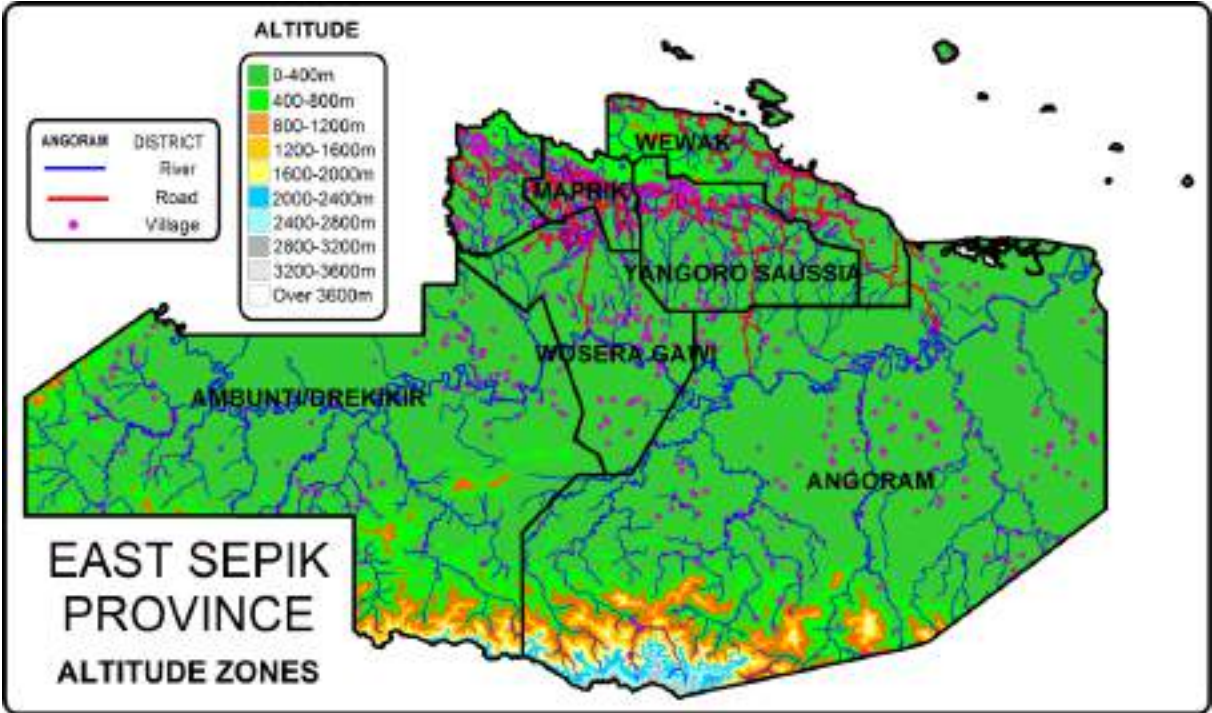 ALTITUDE
0-400m
400-800m
800-1200m
1200-1600m
1600-2000m
2000-2400m
2400-2800m
2800-3200m
3200-3600m
Over 3600m
ANGORAM DISTRICT
River
Road
Village
WEWAK
MAPRIK
YANGORO SAUSSIA
WOSERA GAWI
AMBUNTI/DREKIKIR
ANGORAM
EAST SEPIK
PROVINCE
ALTITUDE ZONES